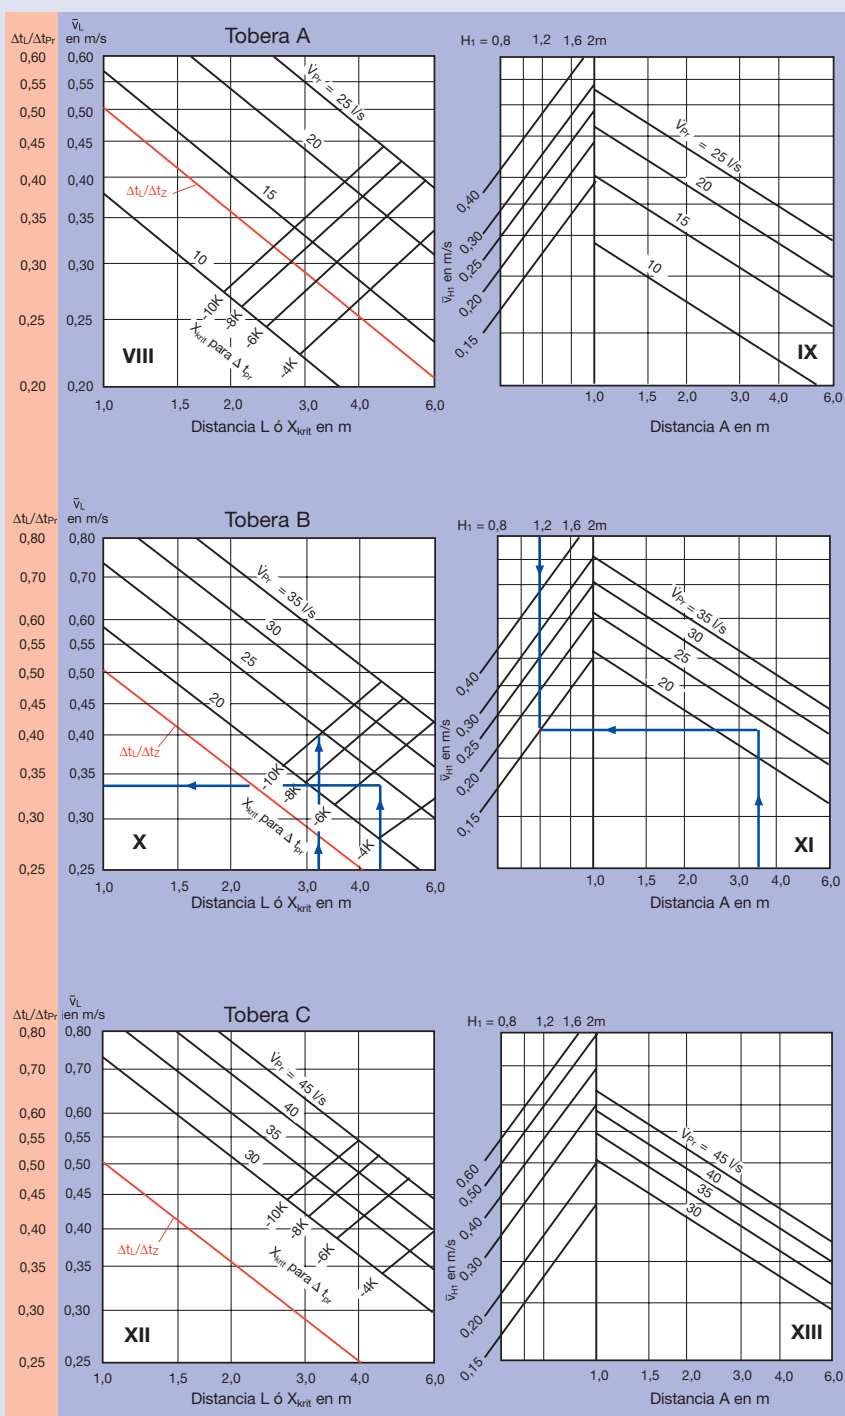 Tobera A
Δt_L/Δt_Pr
v̄_L
en m/s
0,60 0,60
0,55 0,55
0,50 0,50
0,45 0,45
0,40 0,40
0,35 0,35
0,30 0,30
0,25 0,25
0,20 0,20
V̇_Pr = 25 l/s
20
15
10
Δt_L/Δt_Z
-10K
-8K
-6K
-4K
X_krit para Δ t_pr
VIII
1,0 1,5 2,0 3,0 4,0 6,0
Distancia L ó X_krit en m
H₁ = 0,8 1,2 1,6 2m
V̇_Pr = 25 l/s
20
15
10
0,40
0,30
0,25
0,20
0,15
v̄_H1 en m/s
IX
1,0 1,5 2,0 3,0 4,0 6,0
Distancia A en m
Tobera B
Δt_L/Δt_Pr
v̄_L
en m/s
0,80 0,80
0,70 0,70
0,60 0,60
0,55 0,55
0,50 0,50
0,45 0,45
0,40 0,40
0,35 0,35
0,30 0,30
0,25 0,25
V̇_Pr = 35 l/s
30
25
20
Δt_L/Δt_Z
-10K
-8K
-6K
-4K
X_krit para Δ t_pr
X
1,0 1,5 2,0 3,0 4,0 6,0
Distancia L ó X_krit en m
H₁ = 0,8 1,2 1,6 2m
V̇_Pr = 35 l/s
30
25
20
0,40
0,30
0,25
0,20
0,15
v̄_H1 en m/s
XI
1,0 1,5 2,0 3,0 4,0 6,0
Distancia A en m
Tobera C
Δt_L/Δt_Pr
v̄_L
en m/s
0,80 0,80
0,70 0,70
0,60 0,60
0,55 0,55
0,50 0,50
0,45 0,45
0,40 0,40
0,35 0,35
0,30 0,30
0,25 0,25
V̇_Pr = 45 l/s
40
35
30
Δt_L/Δt_Z
-10K
-8K
-6K
-4K
X_krit para Δ t_pr
XII
1,0 1,5 2,0 3,0 4,0 6,0
Distancia L ó X_krit en m
H₁ = 0,8 1,2 1,6 2m
V̇_Pr = 45 l/s
40
35
30
0,60
0,50
0,40
0,30
0,20
0,15
v̄_H1 en m/s
XIII
1,0 1,5 2,0 3,0 4,0 6,0
Distancia A en m